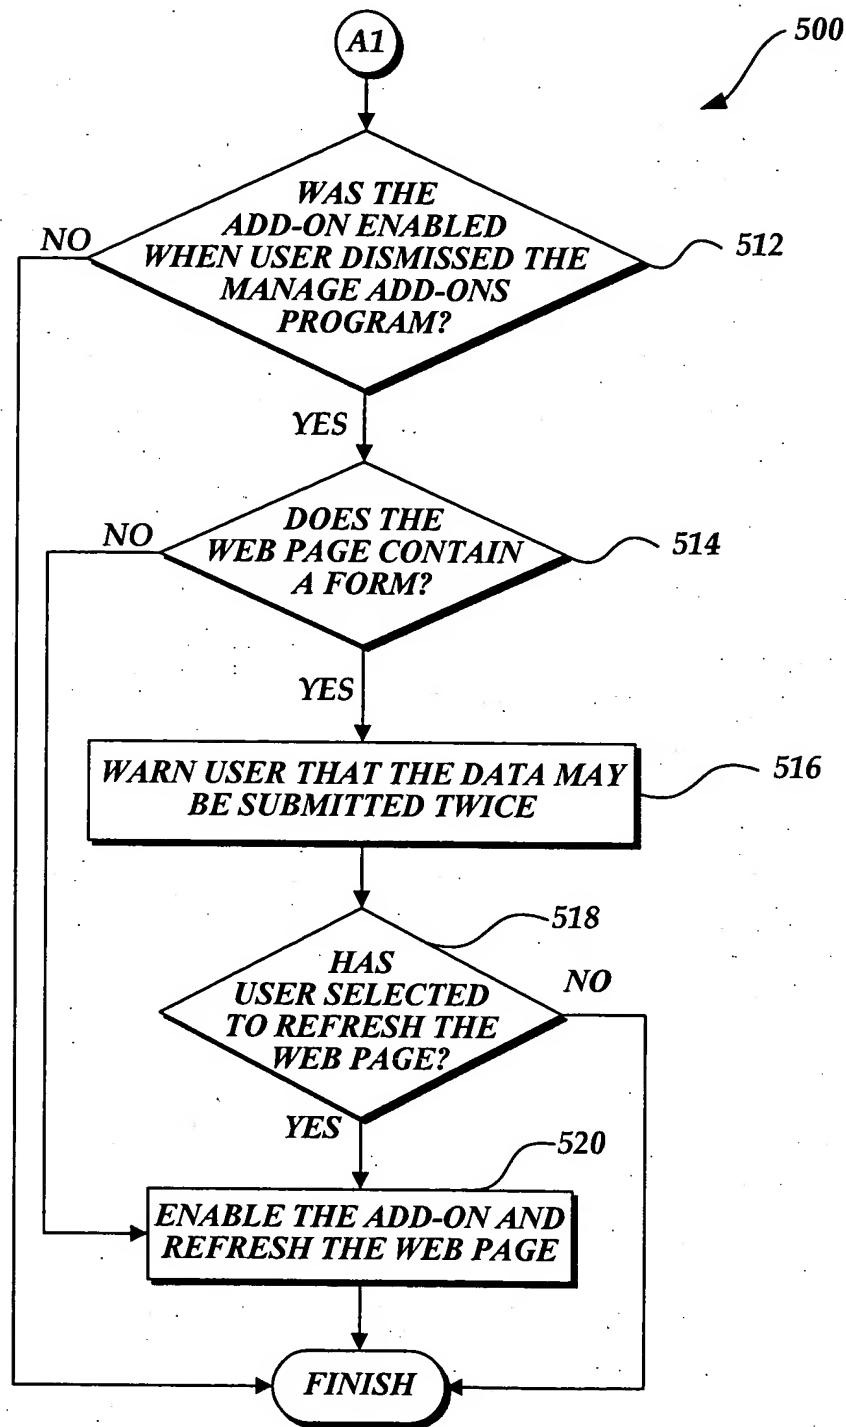 A1
500
WAS THE
ADD-ON ENABLED
WHEN USER DISMISSED THE
MANAGE ADD-ONS
PROGRAM?
NO
512
YES
DOES THE
WEB PAGE CONTAIN
A FORM?
NO
514
YES
WARN USER THAT THE DATA MAY
BE SUBMITTED TWICE
516
518
HAS
USER SELECTED
TO REFRESH THE
WEB PAGE?
NO
YES
520
ENABLE THE ADD-ON AND
REFRESH THE WEB PAGE
FINISH